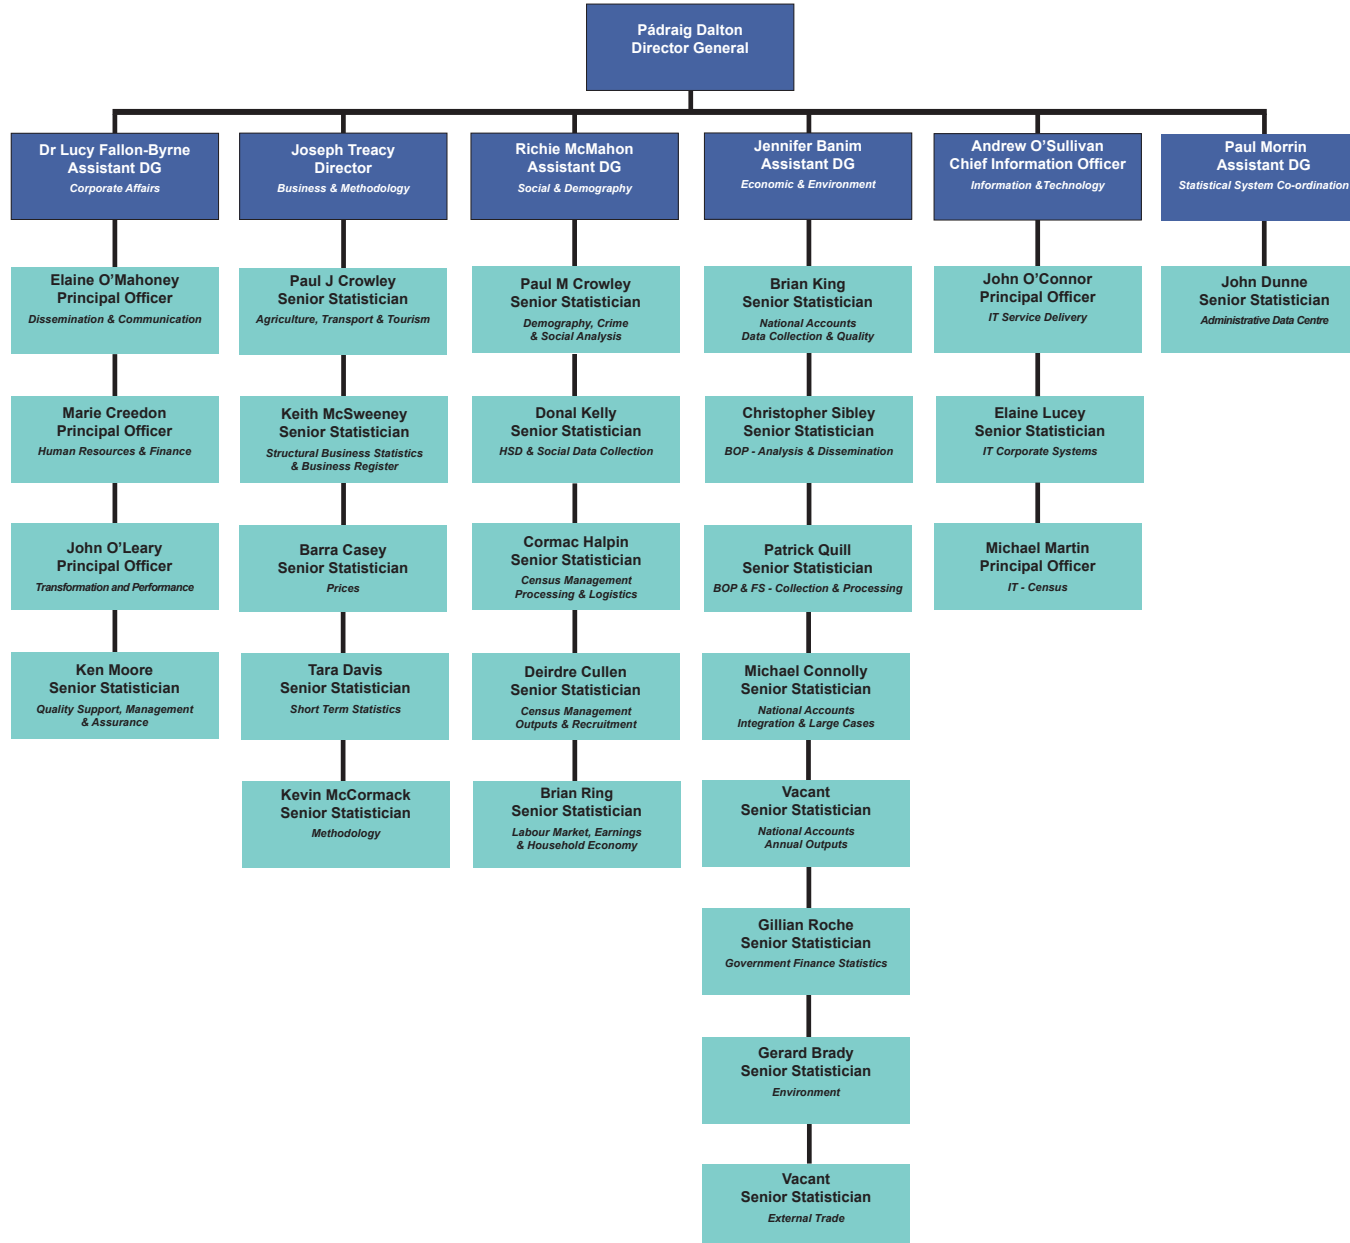 Pádraig Dalton
Director General
Dr Lucy Fallon-Byrne
Assistant DG
Corporate Affairs
Joseph Treacy
Director
Business & Methodology
Richie McMahon
Assistant DG
Social & Demography
Jennifer Banim
Assistant DG
Economic & Environment
Andrew O’Sullivan
Chief Information Officer
Information &Technology
Paul Morrin
Assistant DG
Statistical System Co-ordination
Elaine O’Mahoney
Principal Officer
Dissemination & Communication
Paul J Crowley
Senior Statistician
Agriculture, Transport & Tourism
Paul M Crowley
Senior Statistician
Demography, Crime
& Social Analysis
Brian King
Senior Statistician
National Accounts
Data Collection & Quality
John O’Connor
Principal Officer
IT Service Delivery
John Dunne
Senior Statistician
Administrative Data Centre
Marie Creedon
Principal Officer
Human Resources & Finance
Keith McSweeney
Senior Statistician
Structural Business Statistics
& Business Register
Donal Kelly
Senior Statistician
HSD & Social Data Collection
Christopher Sibley
Senior Statistician
BOP - Analysis & Dissemination
Elaine Lucey
Senior Statistician
IT Corporate Systems
John O’Leary
Principal Officer
Transformation and Performance
Barra Casey
Senior Statistician
Prices
Cormac Halpin
Senior Statistician
Census Management
Processing & Logistics
Patrick Quill
Senior Statistician
BOP & FS - Collection & Processing
Michael Martin
Principal Officer
IT - Census
Ken Moore
Senior Statistician
Quality Support, Management
& Assurance
Tara Davis
Senior Statistician
Short Term Statistics
Deirdre Cullen
Senior Statistician
Census Management
Outputs & Recruitment
Michael Connolly
Senior Statistician
National Accounts
Integration & Large Cases
Kevin McCormack
Senior Statistician
Methodology
Brian Ring
Senior Statistician
Labour Market, Earnings
& Household Economy
Vacant
Senior Statistician
National Accounts
Annual Outputs
Gillian Roche
Senior Statistician
Government Finance Statistics
Gerard Brady
Senior Statistician
Environment
Vacant
Senior Statistician
External Trade